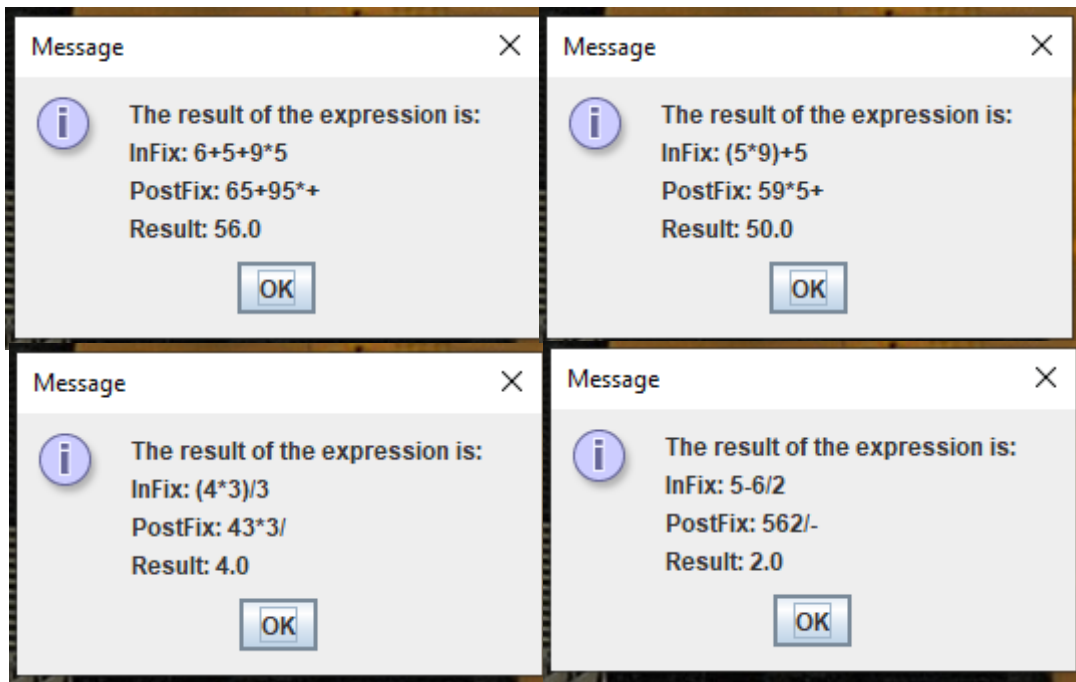 Message
The result of the expression is:
InFix: 6+5+9*5
PostFix: 65+95*+
Result: 56.0
OK
Message
The result of the expression is:
InFix: (5*9)+5
PostFix: 59*5+
Result: 50.0
OK
Message
The result of the expression is:
InFix: (4*3)/3
PostFix: 43*3/
Result: 4.0
OK
Message
The result of the expression is:
InFix: 5-6/2
PostFix: 562/-
Result: 2.0
OK